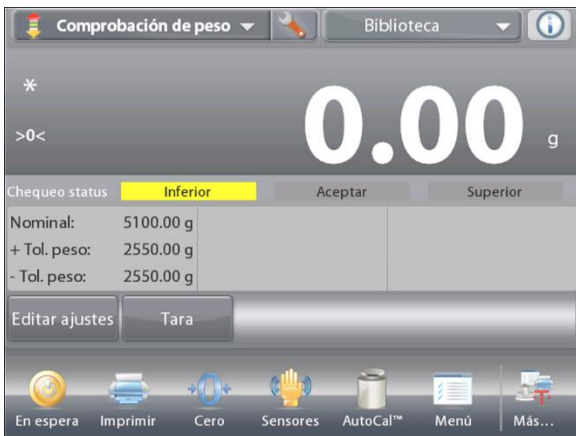 Comprobación de peso Biblioteca
*
>0<
0.00 g
Chequeo status Inferior Aceptar Superior
Nominal: 5100.00 g
+ Tol. peso: 2550.00 g
- Tol. peso: 2550.00 g
Editar ajustes Tara
En espera Imprimir Cero Sensores AutoCal™ Menú Más...